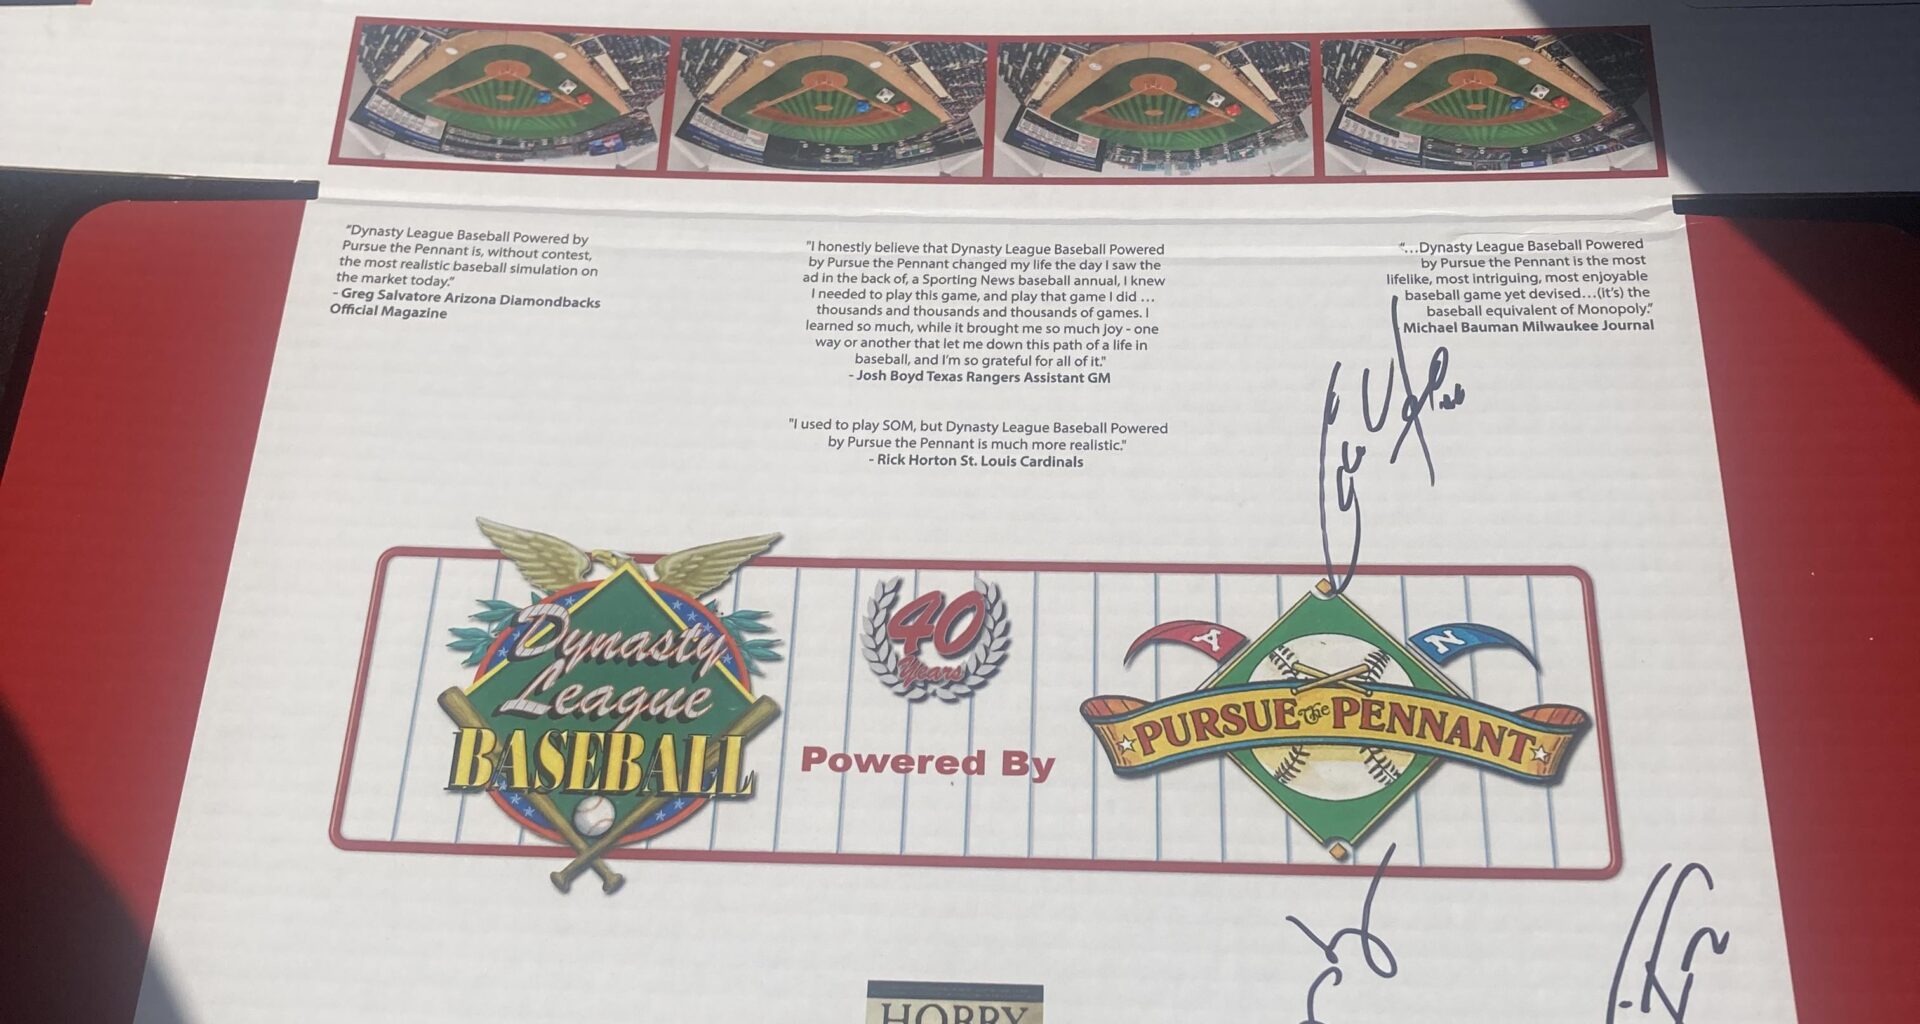 "Dynasty League Baseball Powered by
Pursue the Pennant is, without contest,
the most realistic baseball simulation on
the market today."
- Greg Salvatore Arizona Diamondbacks
Official Magazine
"I honestly believe that Dynasty League Baseball Powered
by Pursue the Pennant changed my life the day I saw the
ad in the back of, a Sporting News baseball annual, I knew
I needed to play this game, and play that game I did ...
thousands and thousands and thousands of games. I
learned so much, while it brought me so much joy - one
way or another that let me down this path of a life in
baseball, and I'm so grateful for all of it."
- Josh Boyd Texas Rangers Assistant GM
"I used to play SOM, but Dynasty League Baseball Powered
by Pursue the Pennant is much more realistic."
- Rick Horton St. Louis Cardinals
"...Dynasty League Baseball Powered
by Pursue the Pennant is the most
lifelike, most intriguing, most enjoyable
baseball game yet devised...(it's) the
baseball equivalent of Monopoly."
Michael Bauman Milwaukee Journal
Dynasty
League
BASEBALL
40
Years
Powered By
A
N
PURSUE The PENNANT
HOBBY